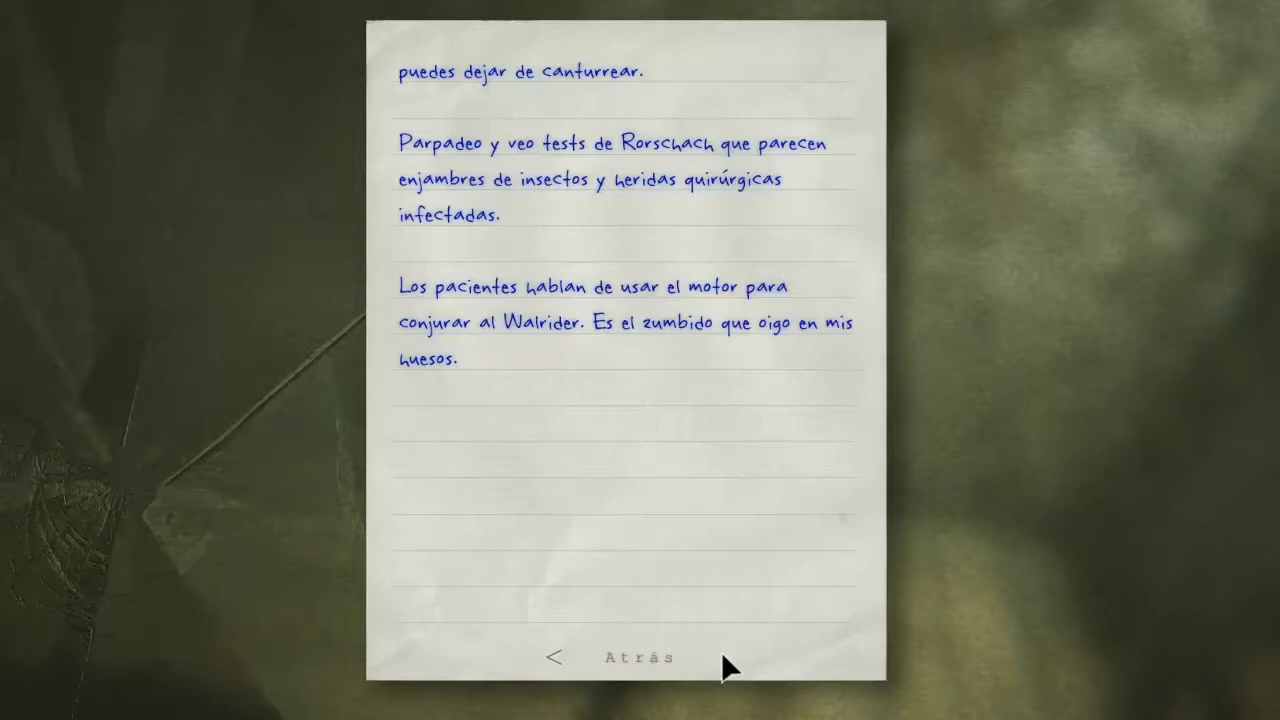 puedes dejar de canturrear.
Parpadeo y veo tests de Rorschach que parecen
enjambres de insectos y heridas quirúrgicas
infectadas.
Los pacientes hablan de usar el motor para
conjurar al Walrider. Es el zumbido que oigo en mis
huesos.
< Atrás